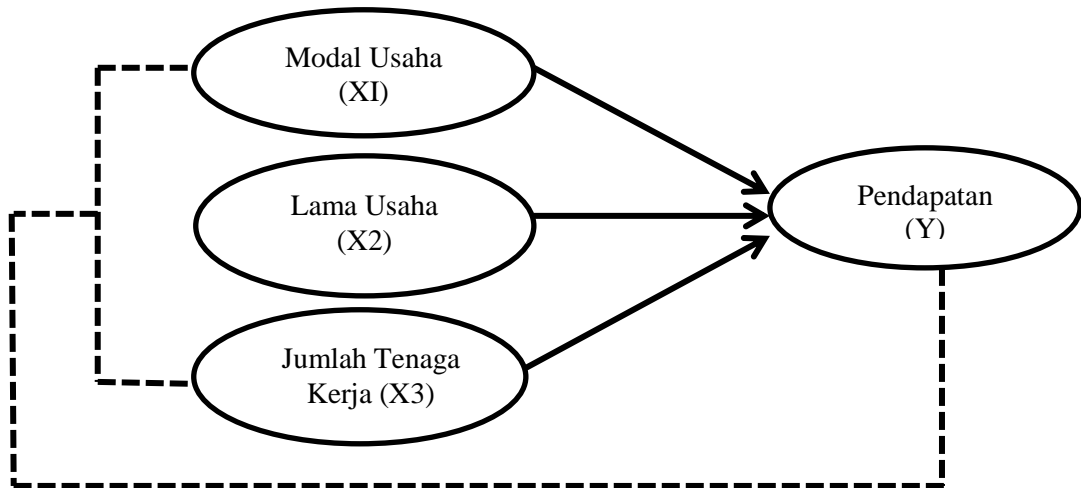 Modal Usaha
(XI)
Lama Usaha
(X2)
Jumlah Tenaga
Kerja (X3)
Pendapatan
(Y)